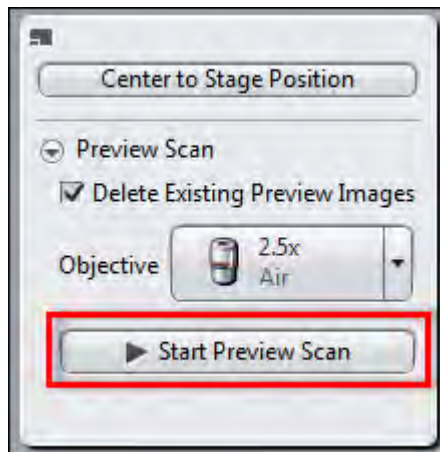 Center to Stage Position
Preview Scan
Delete Existing Preview Images
Objective
2.5x
Air
Start Preview Scan